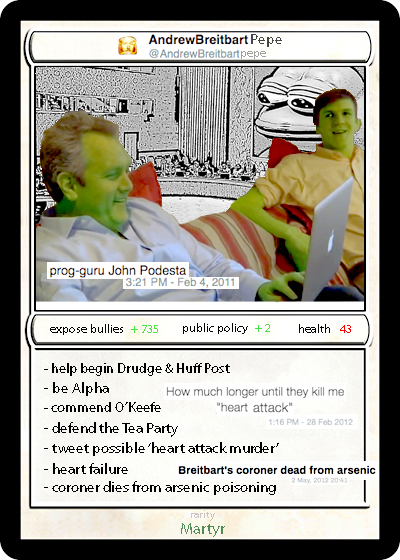 AndrewBreitbartPepe
@AndrewBreitbartpepe
prog-guru John Podesta
3:21 PM - Feb 4, 2011
expose bullies +735 public policy +2 health 43
- help begin Drudge & Huff Post
- be Alpha
How much longer until they kill me
- commend O'Keefe
"heart attack"
1:16 PM - 28 Feb 2012
- defend the Tea Party
- tweet possible 'heart attack murder'
- heart failure
Breitbart's coroner dead from arsenic
2 May, 2012 20:41
- coroner dies from arsenic poisoning
rarity
Martyr